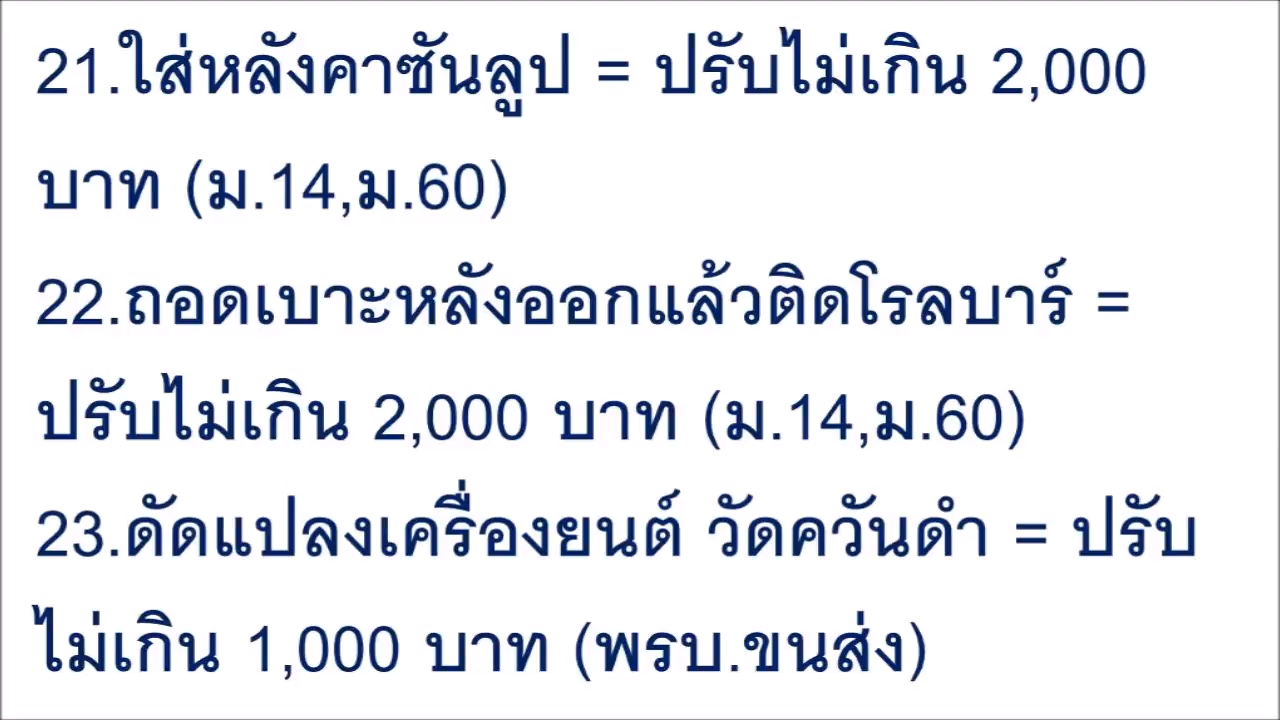 21.ใส่หลังคาซันลูป = ปรับไม่เกิน 2,000
บาท (ม.14,ม.60)
22.ถอดเบาะหลังออกแล้วติดโรลบาร์ =
ปรับไม่เกิน 2,000 บาท (ม.14,ม.60)
23.ดัดแปลงเครื่องยนต์ วัดควันดำ = ปรับ
ไม่เกิน 1,000 บาท (พรบ.ขนส่ง)